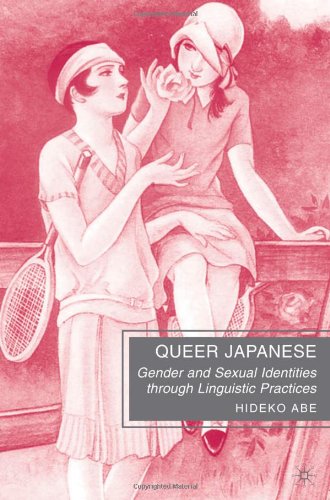 QUEER JAPANESE
Gender and Sexual Identities
through Linguistic Practices
HIDEKO ABE